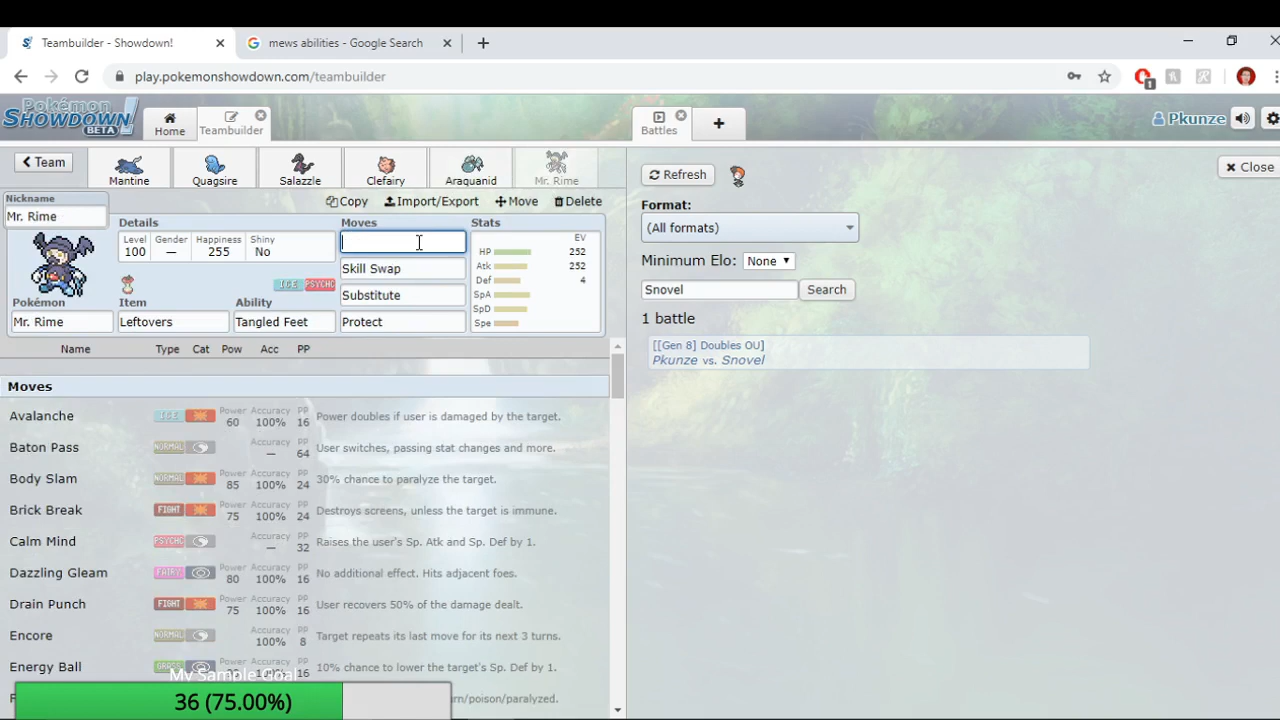 Teambuilder - Showdown!
mews abilities - Google Search
play.pokemonshowdown.com/teambuilder
1
Pokémon
Showdown!
BETA
Home
Teambuilder
Battles
Pkunze
Team
Mantine
Quagsire
Salazzle
Clefairy
Araquanid
Mr. Rime
Refresh
Close
Nickname
Mr. Rime
Copy
Import/Export
Move
Delete
Details
Moves
Stats
Level Gender Happiness Shiny
100 — 255 No
EV
HP 252
Atk 252
Def 4
SpA
SpD
Spe
Skill Swap
Substitute
Protect
ICE PSYCHC
Pokémon Item Ability
Mr. Rime Leftovers Tangled Feet
Format:
(All formats)
Minimum Elo: None
Snovel Search
1 battle
[[Gen 8] Doubles OU]
Pkunze vs. Snovel
Name Type Cat Pow Acc PP
Moves
Avalanche ICE Power 60 Accuracy 100% PP 16 Power doubles if user is damaged by the target.
Baton Pass NORMAL Accuracy — PP 64 User switches, passing stat changes and more.
Body Slam NORMAL Power 85 Accuracy 100% PP 24 30% chance to paralyze the target.
Brick Break FIGHT Power 75 Accuracy 100% PP 24 Destroys screens, unless the target is immune.
Calm Mind PSYCHC Accuracy — PP 32 Raises the user's Sp. Atk and Sp. Def by 1.
Dazzling Gleam FAIRY Power 80 Accuracy 100% PP 16 No additional effect. Hits adjacent foes.
Drain Punch FIGHT Power 75 Accuracy 100% PP 16 User recovers 50% of the damage dealt.
Encore NORMAL Accuracy 100% PP 8 Target repeats its last move for its next 3 turns.
Energy Ball GRASS Power Accuracy PP 16 10% chance to lower the target's Sp. Def by 1.
My Sample Goal
36 (75.00%)